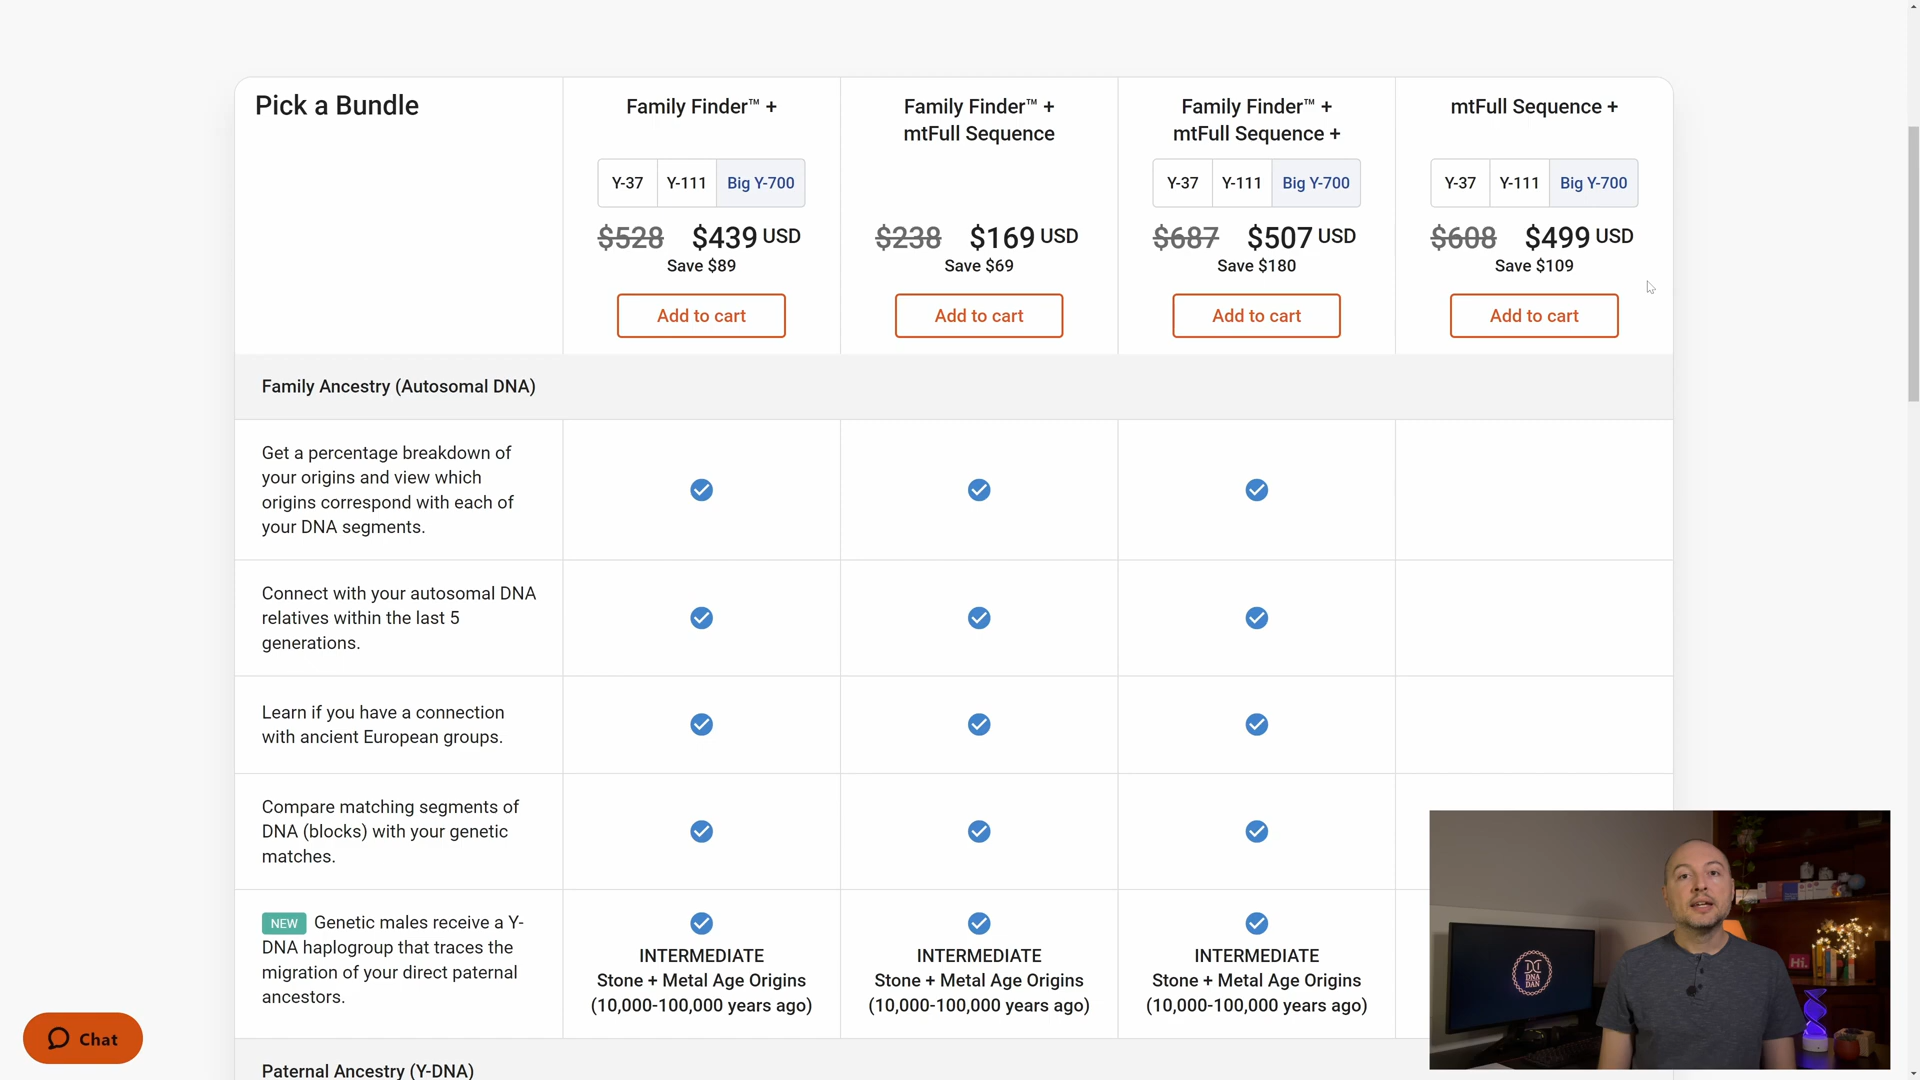 Pick a Bundle
Family Finder™ +
Family Finder™ +
mtFull Sequence
Family Finder™ +
mtFull Sequence +
mtFull Sequence +
Y-37 Y-111 Big Y-700
Y-37 Y-111 Big Y-700
Y-37 Y-111 Big Y-700
$528 $439 USD
Save $89
$238 $169 USD
Save $69
$687 $507 USD
Save $180
$608 $499 USD
Save $109
Add to cart
Add to cart
Add to cart
Add to cart
Family Ancestry (Autosomal DNA)
Get a percentage breakdown of
your origins and view which
origins correspond with each of
your DNA segments.
Connect with your autosomal DNA
relatives within the last 5
generations.
Learn if you have a connection
with ancient European groups.
Compare matching segments of
DNA (blocks) with your genetic
matches.
NEW Genetic males receive a Y-
DNA haplogroup that traces the
migration of your direct paternal
ancestors.
INTERMEDIATE
Stone + Metal Age Origins
(10,000-100,000 years ago)
INTERMEDIATE
Stone + Metal Age Origins
(10,000-100,000 years ago)
INTERMEDIATE
Stone + Metal Age Origins
(10,000-100,000 years ago)
Paternal Ancestry (Y-DNA)
Chat
DNA
DAN
Hi.